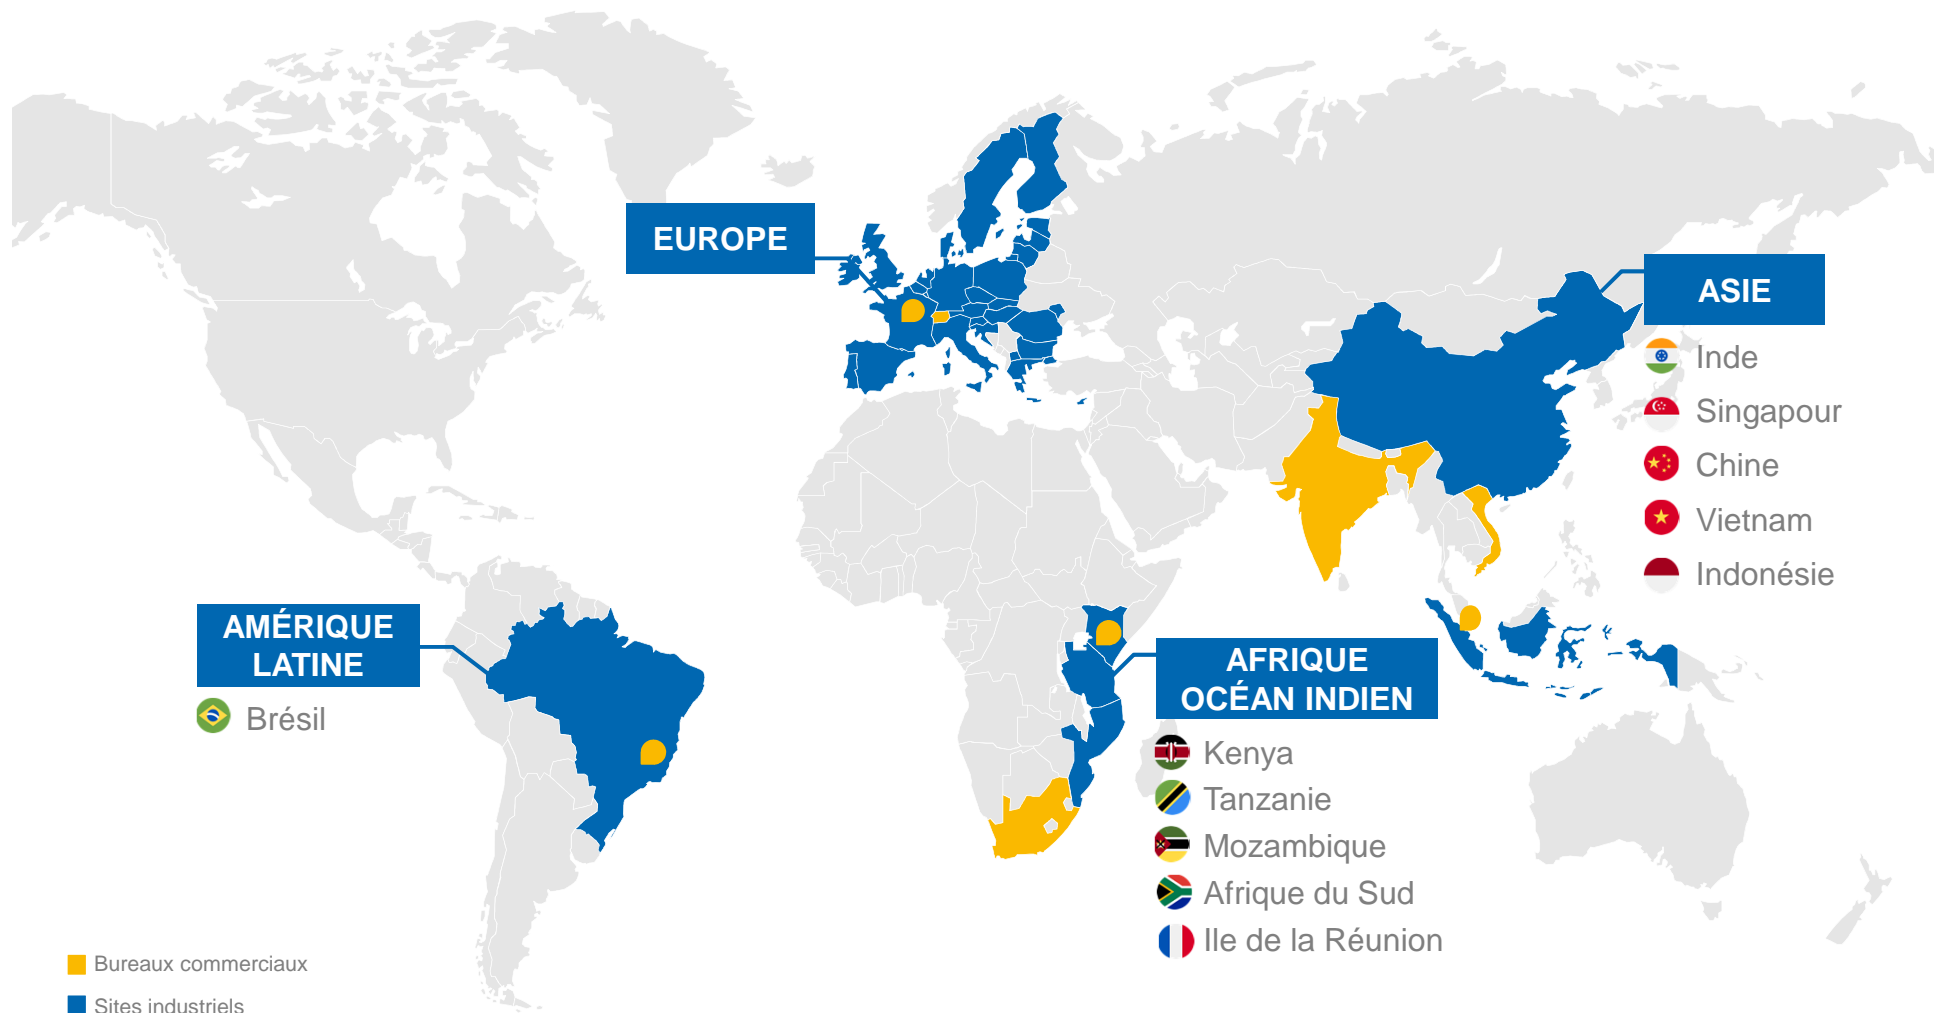 EUROPE
ASIE
Inde
Singapour
Chine
Vietnam
Indonésie
AMÉRIQUE
LATINE
Brésil
AFRIQUE
OCÉAN INDIEN
Kenya
Tanzanie
Mozambique
Afrique du Sud
Ile de la Réunion
Bureaux commerciaux
Sites industriels